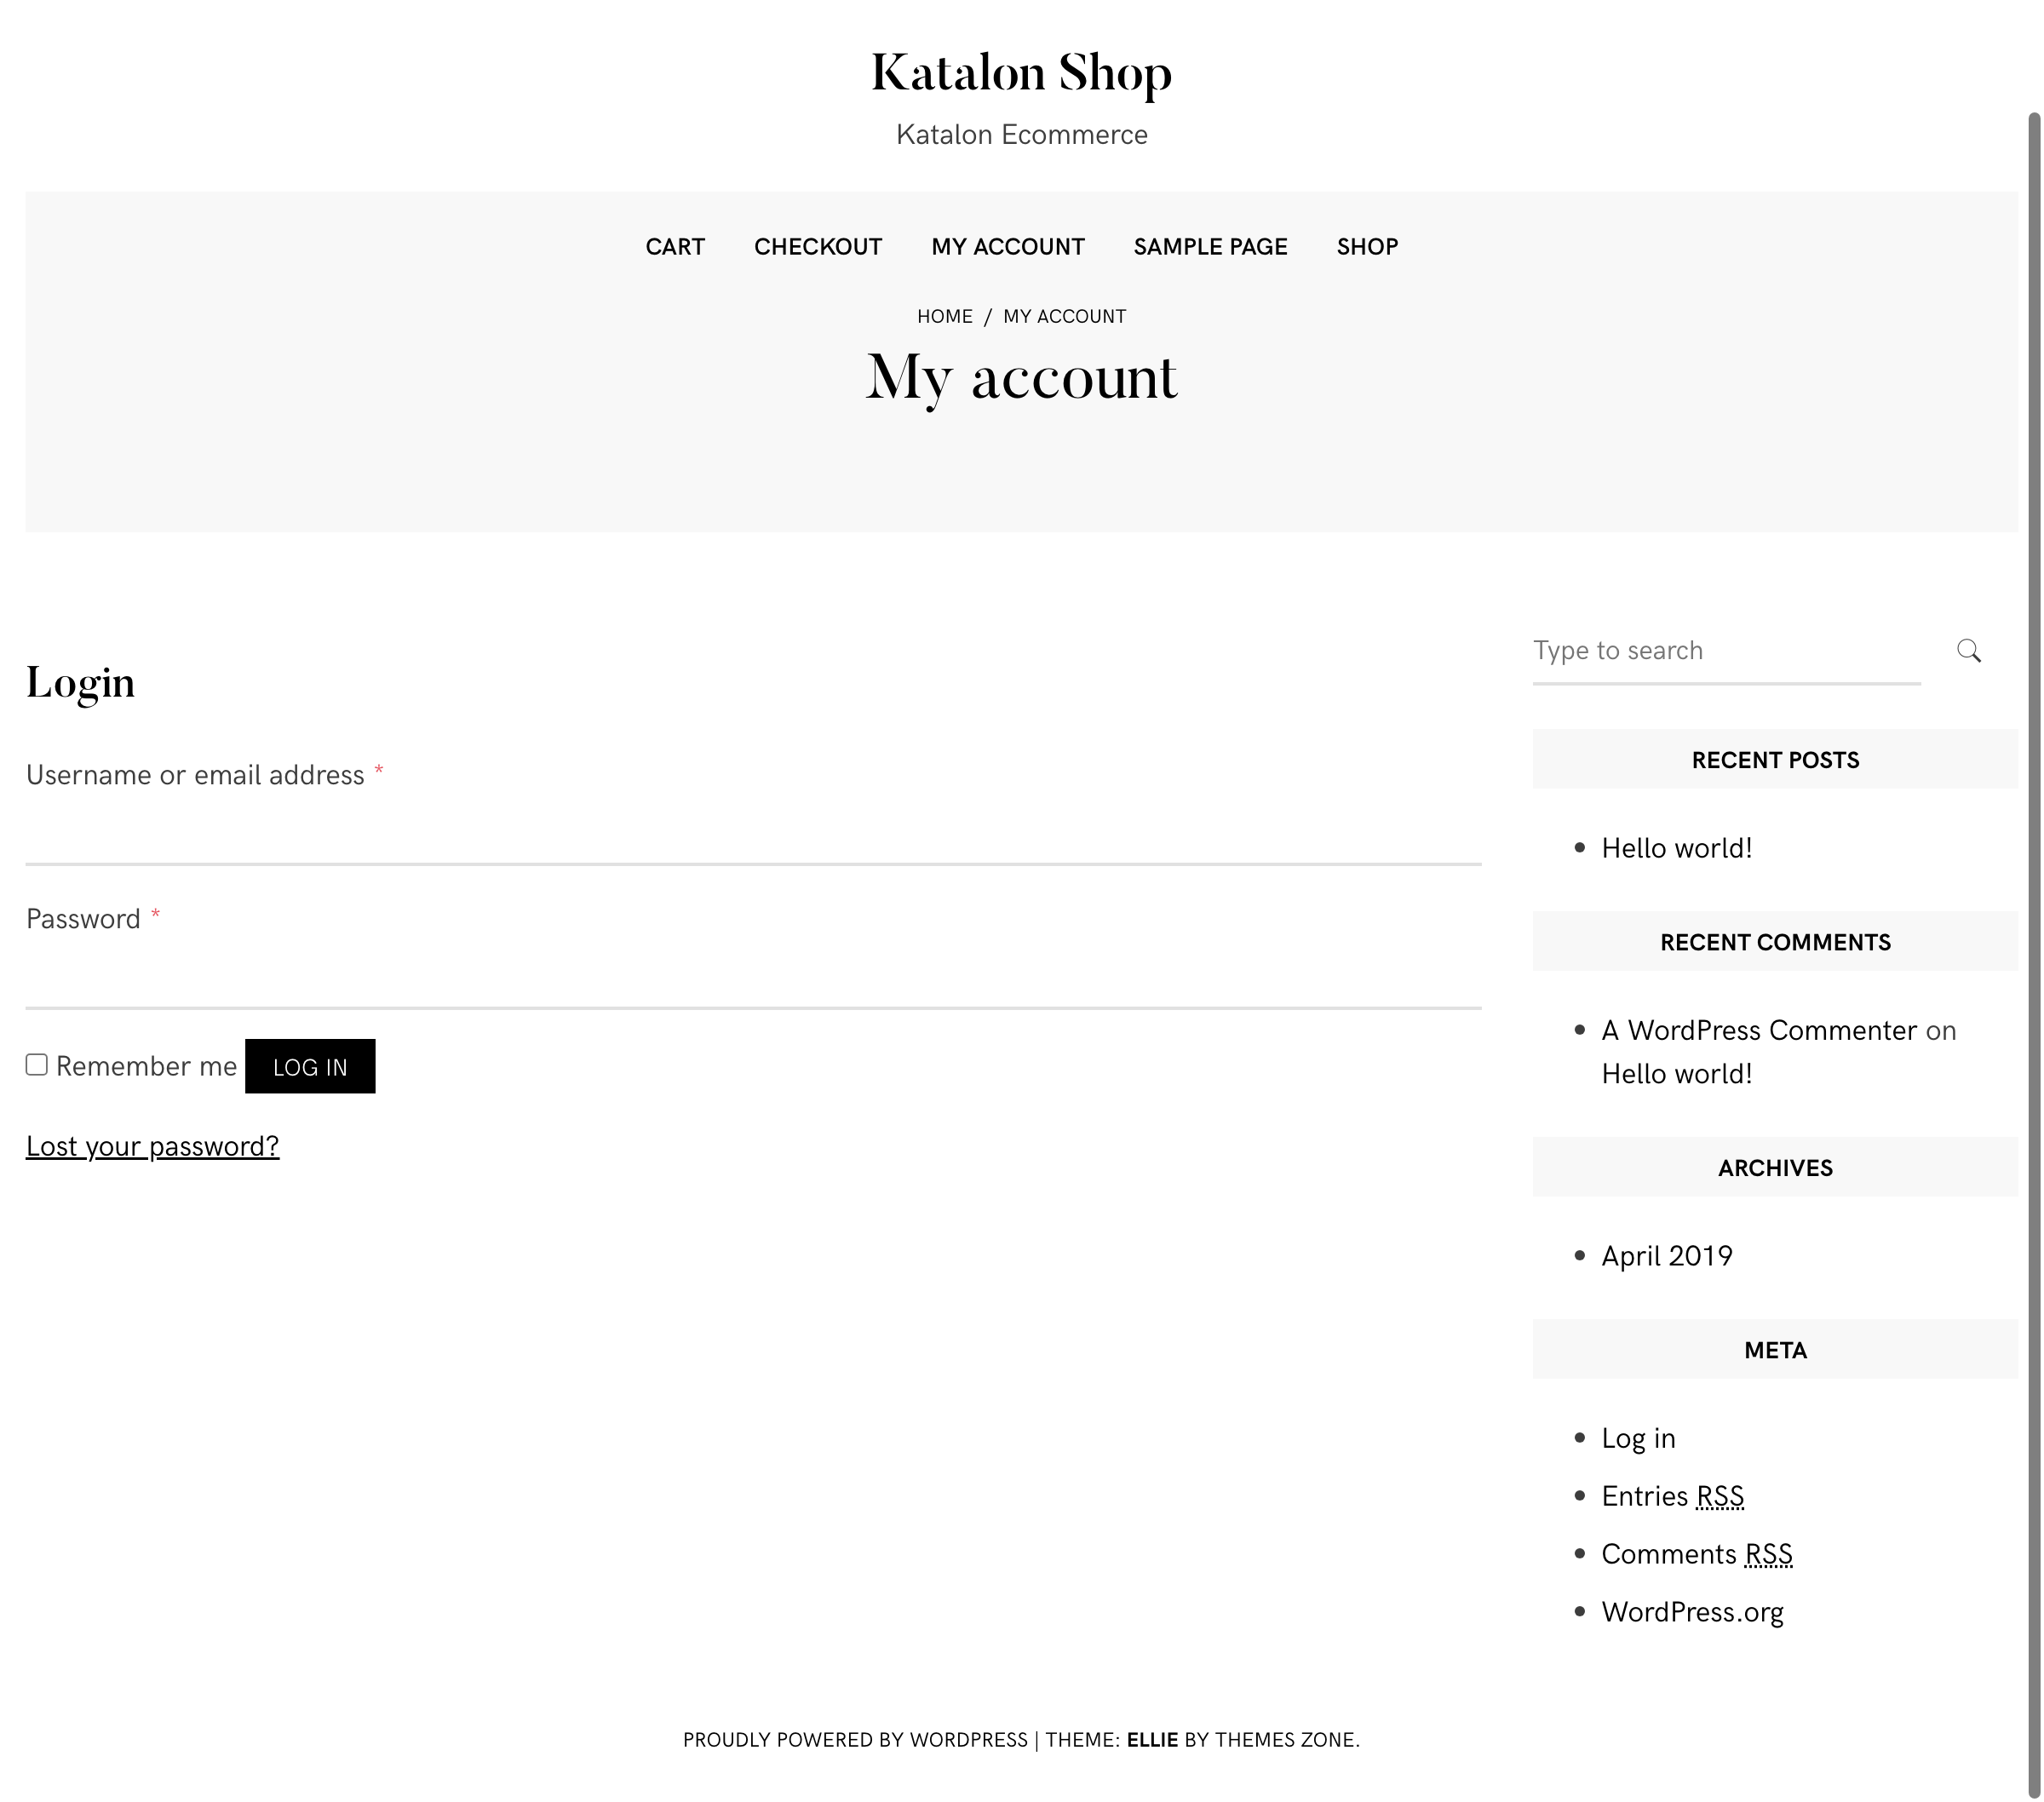 Katalon Shop
Katalon Ecommerce
CART CHECKOUT MY ACCOUNT SAMPLE PAGE SHOP
HOME / MY ACCOUNT
My account
Login
Username or email address *
Password *
Remember me LOG IN
Lost your password?
Type to search
RECENT POSTS
Hello world!
RECENT COMMENTS
A WordPress Commenter on
Hello world!
ARCHIVES
April 2019
META
Log in
Entries RSS
Comments RSS
WordPress.org
PROUDLY POWERED BY WORDPRESS | THEME: ELLIE BY THEMES ZONE.